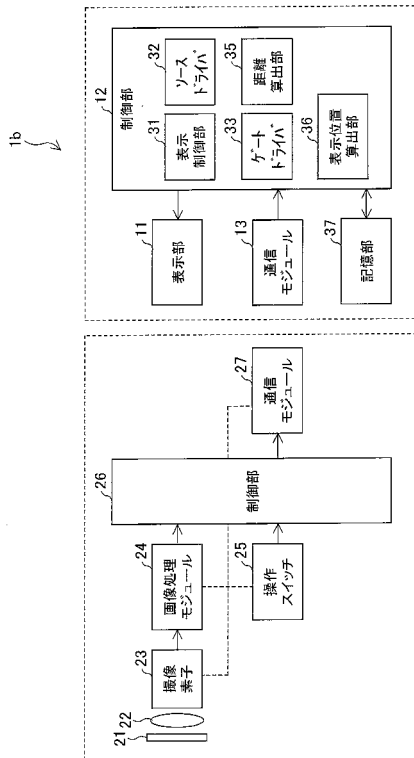 1b
12
制御部
31
表示
制御部
32
ソース
ドライバ
33
ゲート
ドライバ
35
距離
算出部
36
表示位置
算出部
11
表示部
13
通信
モジュール
37
記憶部
21
22
23
撮像
素子
24
画像処理
モジュール
25
操作
スイッチ
26
制御部
27
通信
モジュール